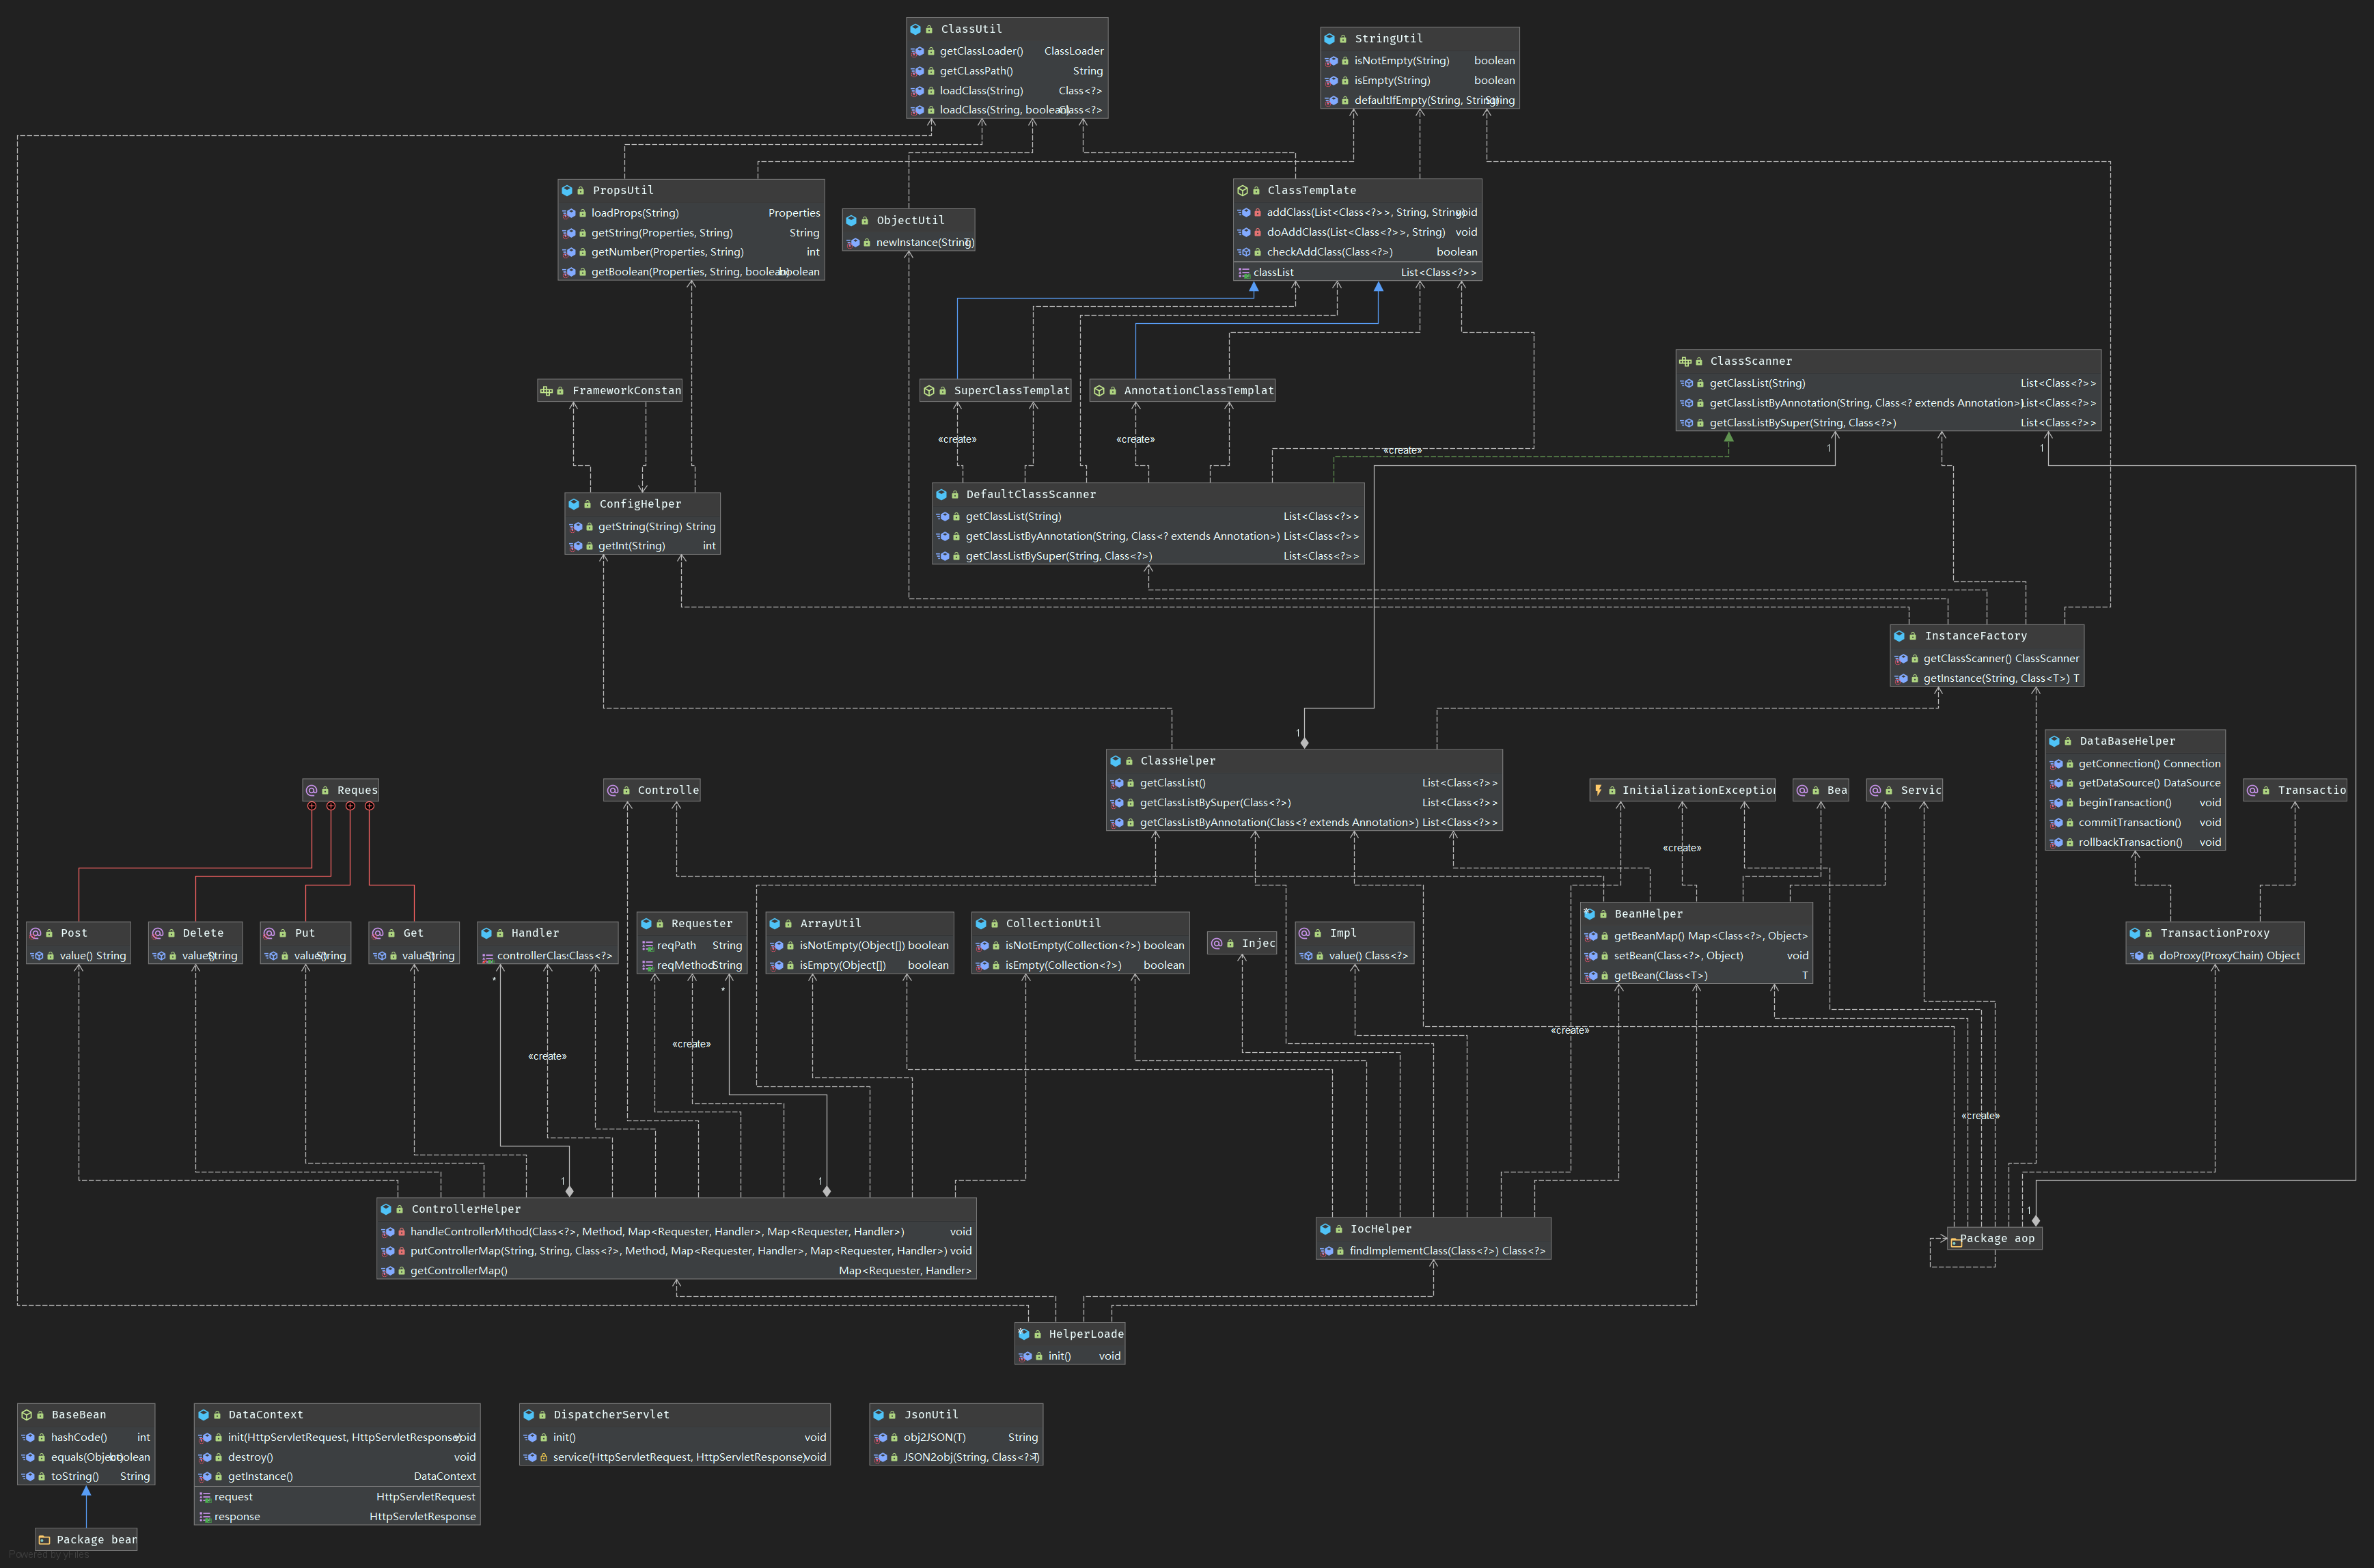 ClassUtil
getClassLoader() ClassLoader
getCLassPath() String
loadClass(String) Class<?>
loadClass(String, boolean) Class<?>
StringUtil
isNotEmpty(String) boolean
isEmpty(String) boolean
defaultIfEmpty(String, String) String
PropsUtil
loadProps(String) Properties
getString(Properties, String) String
getNumber(Properties, String) int
getBoolean(Properties, String, boolean) boolean
ObjectUtil
newInstance(String) T
ClassTemplate
addClass(List<Class<?>>, String, String) void
doAddClass(List<Class<?>>, String) void
checkAddClass(Class<?>) boolean
classList List<Class<?>>
ClassScanner
getClassList(String) List<Class<?>>
getClassListByAnnotation(String, Class<? extends Annotation>) List<Class<?>>
getClassListBySuper(String, Class<?>) List<Class<?>>
FrameworkConstan
SuperClassTemplat
AnnotationClassTemplat
«create»
«create»
«create»
1
1
DefaultClassScanner
getClassList(String) List<Class<?>>
getClassListByAnnotation(String, Class<? extends Annotation>) List<Class<?>>
getClassListBySuper(String, Class<?>) List<Class<?>>
ConfigHelper
getString(String) String
getInt(String) int
InstanceFactory
getClassScanner() ClassScanner
getInstance(String, Class<T>) T
1
ClassHelper
getClassList() List<Class<?>>
getClassListBySuper(Class<?>) List<Class<?>>
getClassListByAnnotation(Class<? extends Annotation>) List<Class<?>>
DataBaseHelper
getConnection() Connection
getDataSource() DataSource
beginTransaction() void
commitTransaction() void
rollbackTransaction() void
Reques
Controlle
InitializationException
Bea
Servic
Transactio
«create»
Post
value() String
Delete
value() String
Put
value() String
Get
value() String
Handler
controllerClas Class<?>
Requester
reqPath String
reqMethod String
ArrayUtil
isNotEmpty(Object[]) boolean
isEmpty(Object[]) boolean
CollectionUtil
isNotEmpty(Collection<?>) boolean
isEmpty(Collection<?>) boolean
Injec
Impl
value() Class<?>
BeanHelper
getBeanMap() Map<Class<?>, Object>
setBean(Class<?>, Object) void
getBean(Class<T>) T
TransactionProxy
doProxy(ProxyChain) Object
*
*
«create»
«create»
«create»
«create»
1
1
1
ControllerHelper
handleControllerMthod(Class<?>, Method, Map<Requester, Handler>, Map<Requester, Handler>) void
putControllerMap(String, String, Class<?>, Method, Map<Requester, Handler>, Map<Requester, Handler>) void
getControllerMap() Map<Requester, Handler>
IocHelper
findImplementClass(Class<?>) Class<?>
Package aop
HelperLoade
init() void
BaseBean
hashCode() int
equals(Object) boolean
toString() String
DataContext
init(HttpServletRequest, HttpServletResponse) void
destroy() void
getInstance() DataContext
request HttpServletRequest
response HttpServletResponse
DispatcherServlet
init() void
service(HttpServletRequest, HttpServletResponse) void
JsonUtil
obj2JSON(T) String
JSON2obj(String, Class<?>) T
Package bean
Powered by yFiles